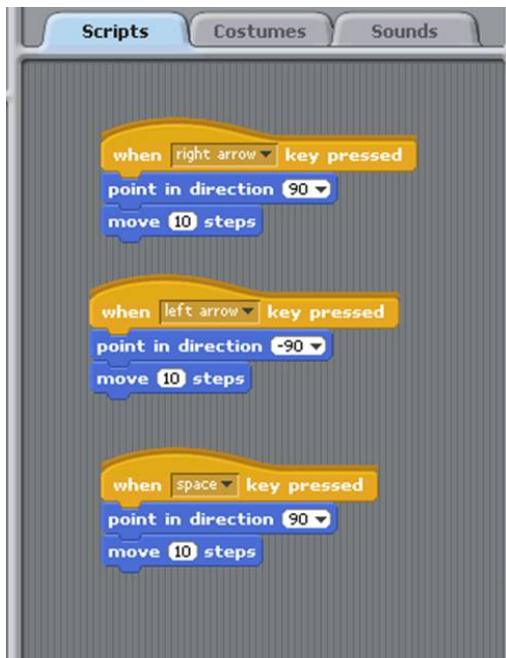 Scripts Costumes Sounds
when right arrow key pressed
point in direction 90
move 10 steps
when left arrow key pressed
point in direction -90
move 10 steps
when space key pressed
point in direction 90
move 10 steps